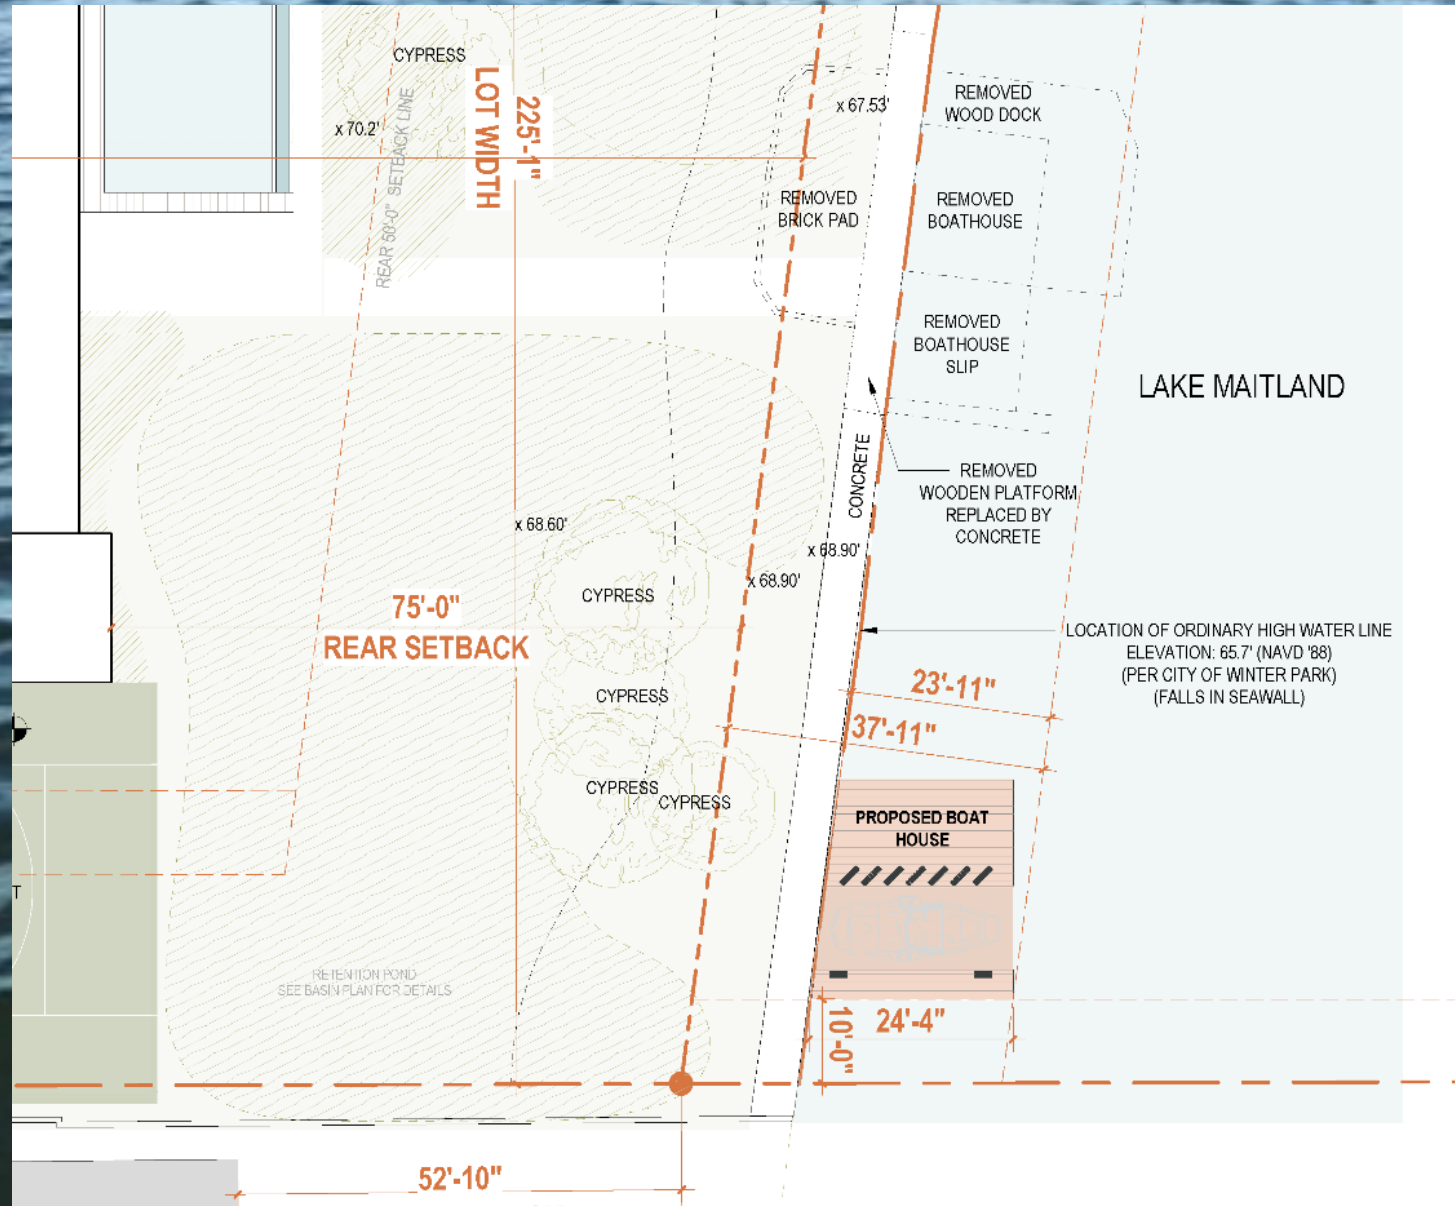 CYPRESS
225'-1"
LOT WIDTH
x 70.2'
REAR 50'-0" SETBACK LINE
x 67.53'
REMOVED
WOOD DOCK
REMOVED
BRICK PAD
REMOVED
BOATHOUSE
REMOVED
BOATHOUSE
SLIP
LAKE MAITLAND
CONCRETE
REMOVED
WOODEN PLATFORM
REPLACED BY
CONCRETE
x 68.60'
x 68.90'
x 68.90'
CYPRESS
75'-0"
REAR SETBACK
LOCATION OF ORDINARY HIGH WATER LINE
ELEVATION: 65.7' (NAVD '88)
(PER CITY OF WINTER PARK)
(FALLS IN SEAWALL)
CYPRESS
23'-11"
37'-11"
CYPRESS
CYPRESS
PROPOSED BOAT
HOUSE
T
RETENTION POND
SEE BASIN PLAN FOR DETAILS
10'-0"
24'-4"
52'-10"